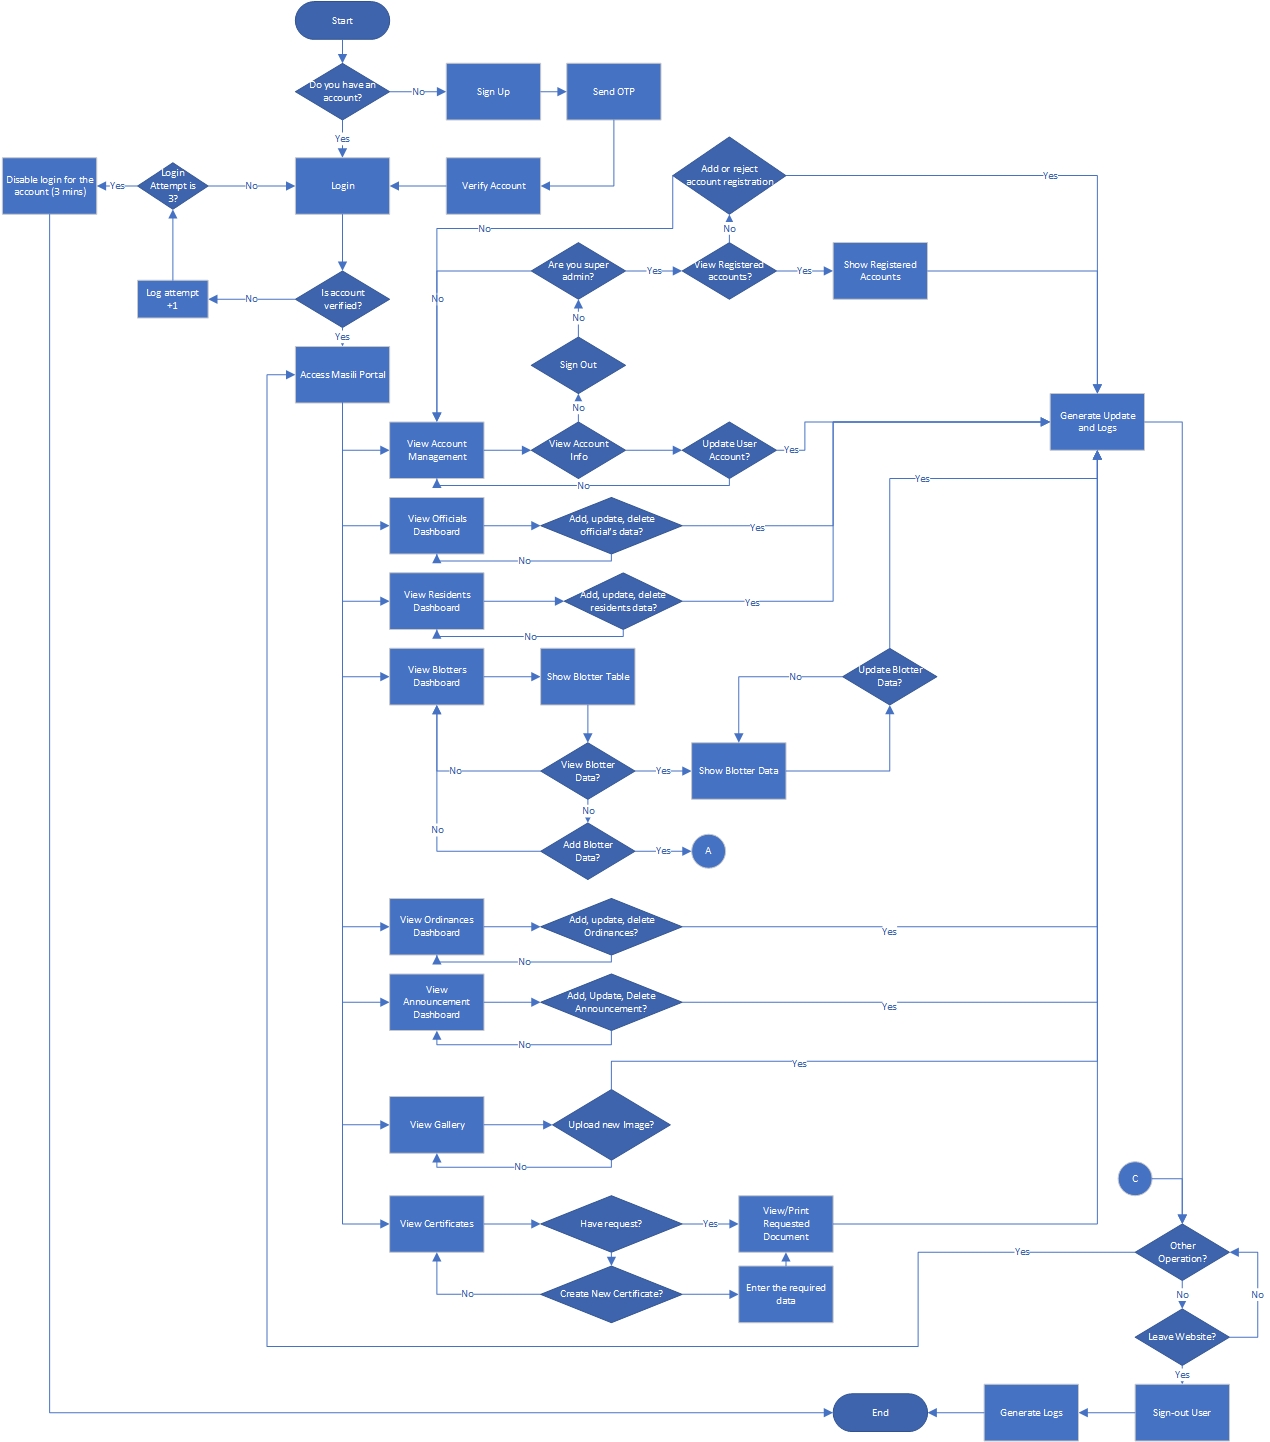 Start
Do you have an
account?
No
Sign Up
Send OTP
Yes
Disable login for the
account (3 mins)
Yes
Login
Attempt is
3?
No
Login
Verify Account
Add or reject
account registration
Yes
No
No
Are you super
admin?
Yes
View Registered
accounts?
Yes
Show Registered
Accounts
Log attempt
+1
No
Is account
verified?
No
No
Yes
Access Masili Portal
Sign Out
No
View Account
Management
View Account
Info
Update User
Account?
Yes
Generate Update
and Logs
No
Yes
View Officials
Dashboard
Add, update, delete
official's data?
Yes
No
View Residents
Dashboard
Add, update, delete
residents data?
Yes
No
View Blotters
Dashboard
Show Blotter Table
No
Update Blotter
Data?
No
View Blotter
Data?
Yes
Show Blotter Data
No
No
Add Blotter
Data?
Yes
A
View Ordinances
Dashboard
Add, update, delete
Ordinances?
Yes
No
View
Announcement
Dashboard
Add, Update, Delete
Announcement?
Yes
No
Yes
View Gallery
Upload new Image?
No
C
View Certificates
Have request?
Yes
View/Print
Requested
Document
Yes
Other
Operation?
No
Create New Certificate?
Enter the required
data
No
No
Leave Website?
Yes
End
Generate Logs
Sign-out User